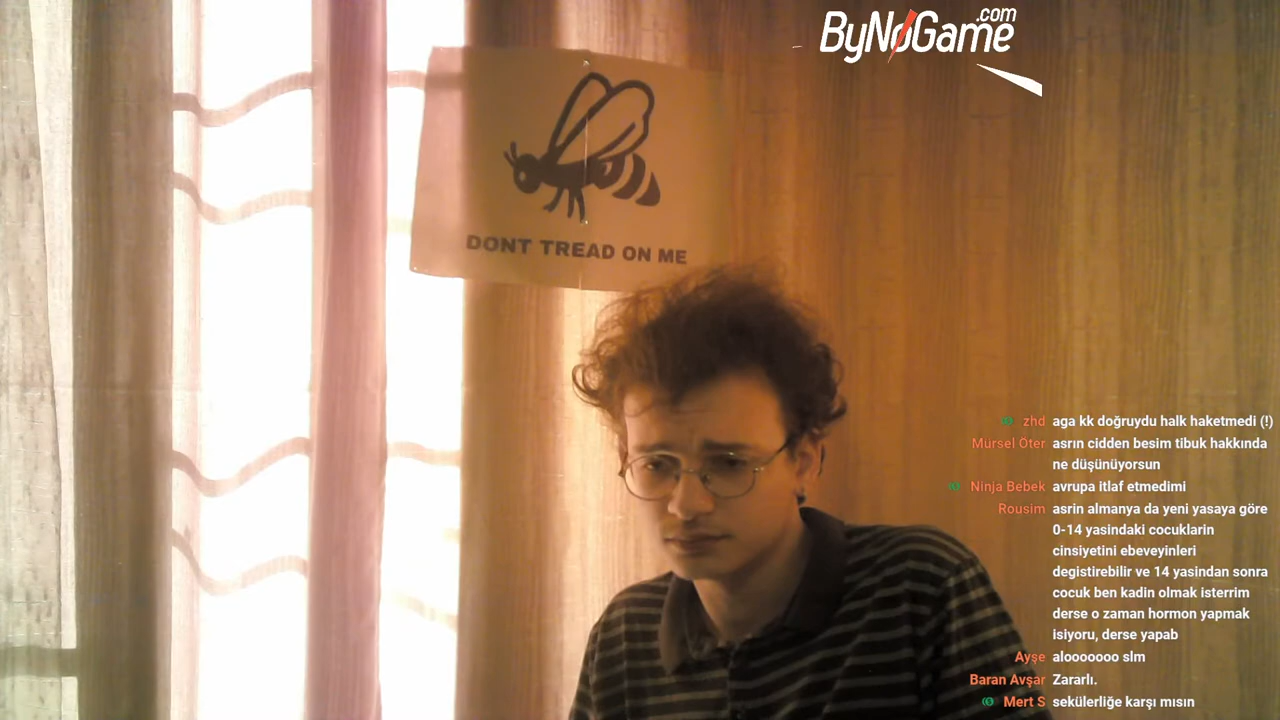 ByNoGame
.com
DONT TREAD ON ME
zhd aga kk doğruydu halk haketmedi (!)
Mürsel Öter asrın cidden besim tibuk hakkında
ne düşünüyorsun
Ninja Bebek avrupa itlaf etmedimi
Rousim asrin almanya da yeni yasaya göre
0-14 yasindaki cocuklarin
cinsiyetini ebeveyinleri
degistirebilir ve 14 yasindan sonra
cocuk ben kadin olmak isterrim
derse o zaman hormon yapmak
isiyoru, derse yapab
Ayşe alooooooo slm
Baran Avşar Zararlı.
Mert S sekülerliğe karşı mısın